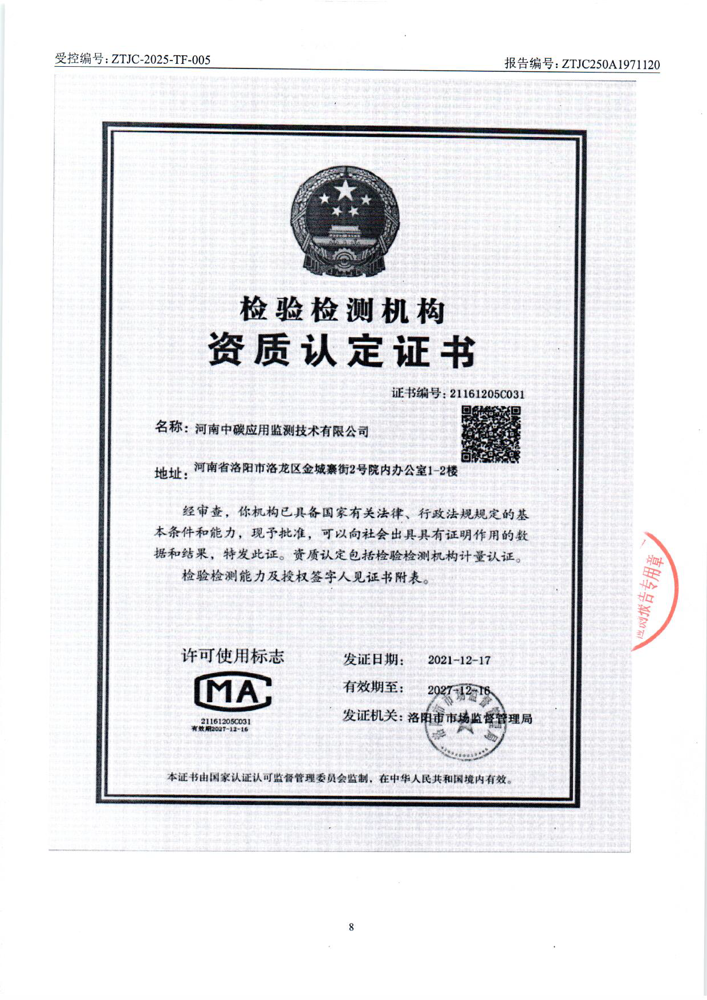 受控编号:ZTJC-2025-TF-005
报告编号:ZTJC250A1971120
检验检测机构
资质认定证书
证书编号:21161205C031
名称:河南中碳应用监测技术有限公司
地址:河南省洛阳市洛龙区金城寨街2号院内办公室1-2楼
经审查，你机构已具备国家有关法律、行政法规规定的基
本条件和能力，现予批准，可以向社会出具具有证明作用的数
据和结果，特发此证。资质认定包括检验检测机构计量认证。
检验检测能力及授权签字人见证书附表。
许可使用标志
MA
21161205C031
有效期2027-12-16
发证日期: 2021-12-17
有效期至: 2027-12-16
发证机关:洛阳市市场监督管理局
洛阳市市场监督管理局
本证书由国家认证认可监督管理委员会监制，在中华人民共和国境内有效。
检测报告专用章
8